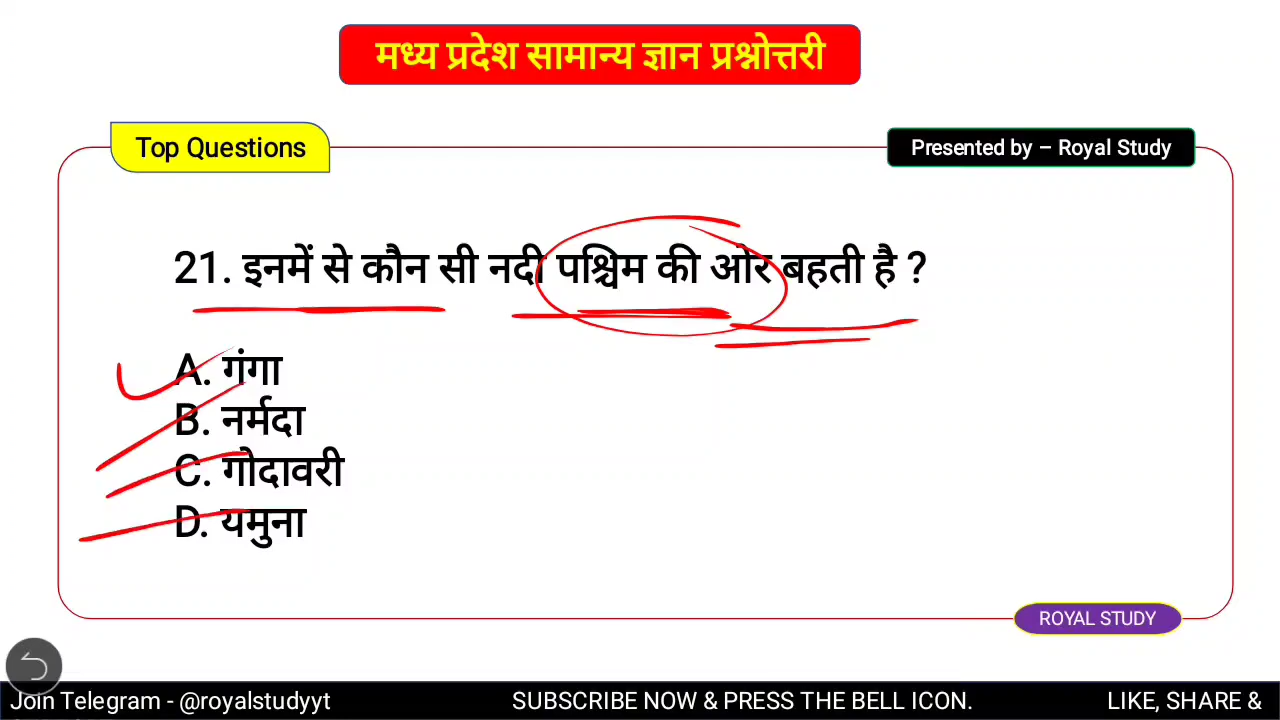 मध्य प्रदेश सामान्य ज्ञान प्रश्नोत्तरी
Top Questions
Presented by – Royal Study
21. इनमें से कौन सी नदी पश्चिम की ओर बहती है ?
A. गंगा
B. नर्मदा
C. गोदावरी
D. यमुना
ROYAL STUDY
Join Telegram - @royalstudyyt SUBSCRIBE NOW & PRESS THE BELL ICON. LIKE, SHARE &